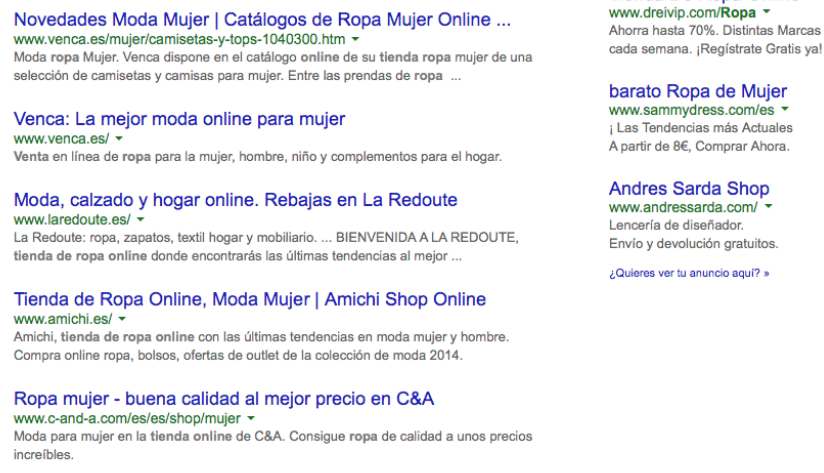 Novedades Moda Mujer | Catálogos de Ropa Mujer Online ...
www.venca.es/mujer/camisetas-y-tops-1040300.htm
Moda ropa Mujer. Venca dispone en el catálogo online de su tienda ropa mujer de una
selección de camisetas y camisas para mujer. Entre las prendas de ropa ...
Venca: La mejor moda online para mujer
www.venca.es/
Venta en línea de ropa para la mujer, hombre, niño y complementos para el hogar.
Moda, calzado y hogar online. Rebajas en La Redoute
www.laredoute.es/
La Redoute: ropa, zapatos, textil hogar y mobiliario. ... BIENVENIDA A LA REDOUTE,
tienda de ropa online donde encontrarás las últimas tendencias al mejor ...
Tienda de Ropa Online, Moda Mujer | Amichi Shop Online
www.amichi.es/
Amichi, tienda de ropa online con las últimas tendencias en moda mujer y hombre.
Compra online ropa, bolsos, ofertas de outlet de la colección de moda 2014.
Ropa mujer - buena calidad al mejor precio en C&A
www.c-and-a.com/es/es/shop/mujer
Moda para mujer en la tienda online de C&A. Consigue ropa de calidad a unos precios
increíbles.
www.dreivip.com/Ropa
Ahorra hasta 70%. Distintas Marcas
cada semana. ¡Regístrate Gratis ya!
barato Ropa de Mujer
www.sammydress.com/es
¡ Las Tendencias más Actuales
A partir de 8€, Comprar Ahora.
Andres Sarda Shop
www.andressarda.com/
Lencería de diseñador.
Envío y devolución gratuitos.
¿Quieres ver tu anuncio aquí? »